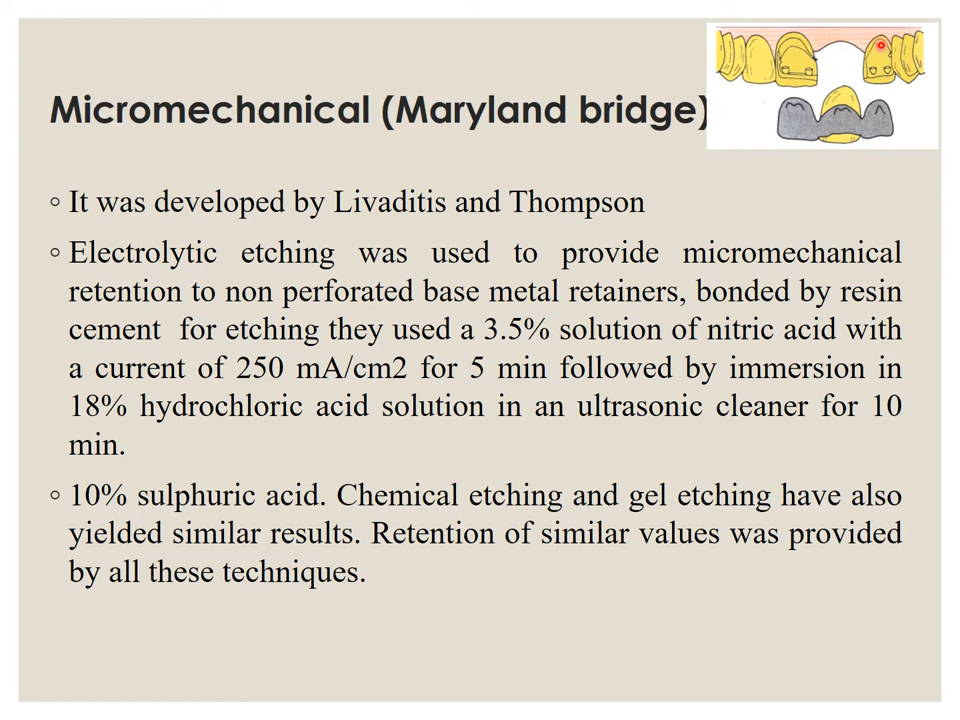 Micromechanical (Maryland bridge)
◦ It was developed by Livaditis and Thompson
◦ Electrolytic etching was used to provide micromechanical
retention to non perforated base metal retainers, bonded by resin
cement  for etching they used a 3.5% solution of nitric acid with
a current of 250 mA/cm2 for 5 min followed by immersion in
18% hydrochloric acid solution in an ultrasonic cleaner for 10
min.
◦ 10% sulphuric acid. Chemical etching and gel etching have also
yielded similar results. Retention of similar values was provided
by all these techniques.